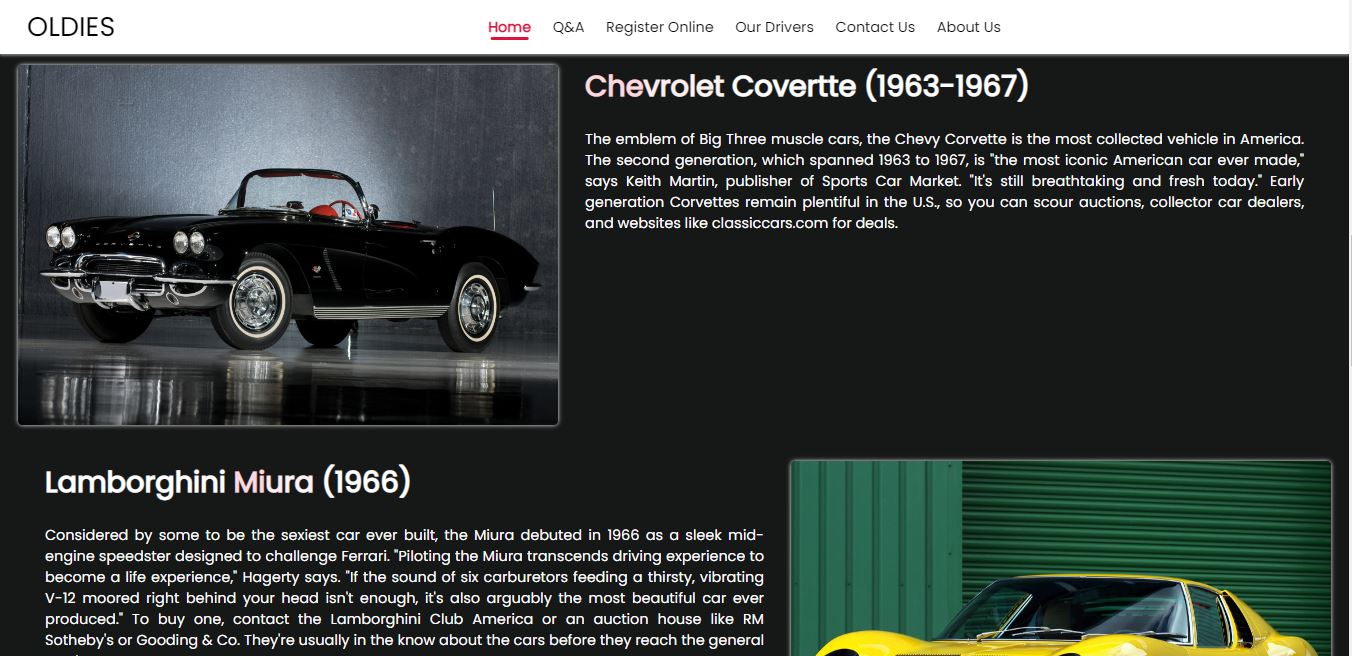 OLDIES
Home Q&A Register Online Our Drivers Contact Us About Us
Chevrolet Covertte (1963-1967)
The emblem of Big Three muscle cars, the Chevy Corvette is the most collected vehicle in America.
The second generation, which spanned 1963 to 1967, is "the most iconic American car ever made,"
says Keith Martin, publisher of Sports Car Market. "It's still breathtaking and fresh today." Early
generation Corvettes remain plentiful in the U.S., so you can scour auctions, collector car dealers,
and websites like classiccars.com for deals.
Lamborghini Miura (1966)
Considered by some to be the sexiest car ever built, the Miura debuted in 1966 as a sleek mid-
engine speedster designed to challenge Ferrari. "Piloting the Miura transcends driving experience to
become a life experience," Hagerty says. "If the sound of six carburetors feeding a thirsty, vibrating
V-12 moored right behind your head isn't enough, it's also arguably the most beautiful car ever
produced." To buy one, contact the Lamborghini Club America or an auction house like RM
Sotheby's or Gooding & Co. They're usually in the know about the cars before they reach the general